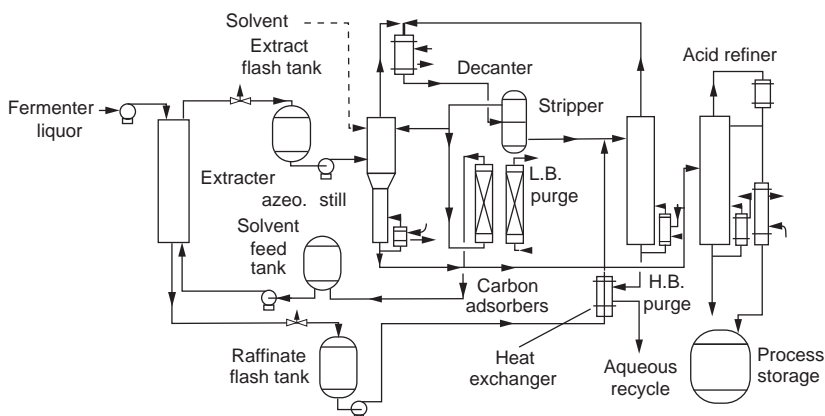 Solvent
Extract
flash tank
Decanter
Acid refiner
Fermenter
liquor
Stripper
Extracter
azeo. still
L.B.
purge
Solvent
feed
tank
Carbon
adsorbers
H.B.
purge
Raffinate
flash tank
Heat
exchanger
Aqueous
recycle
Process
storage